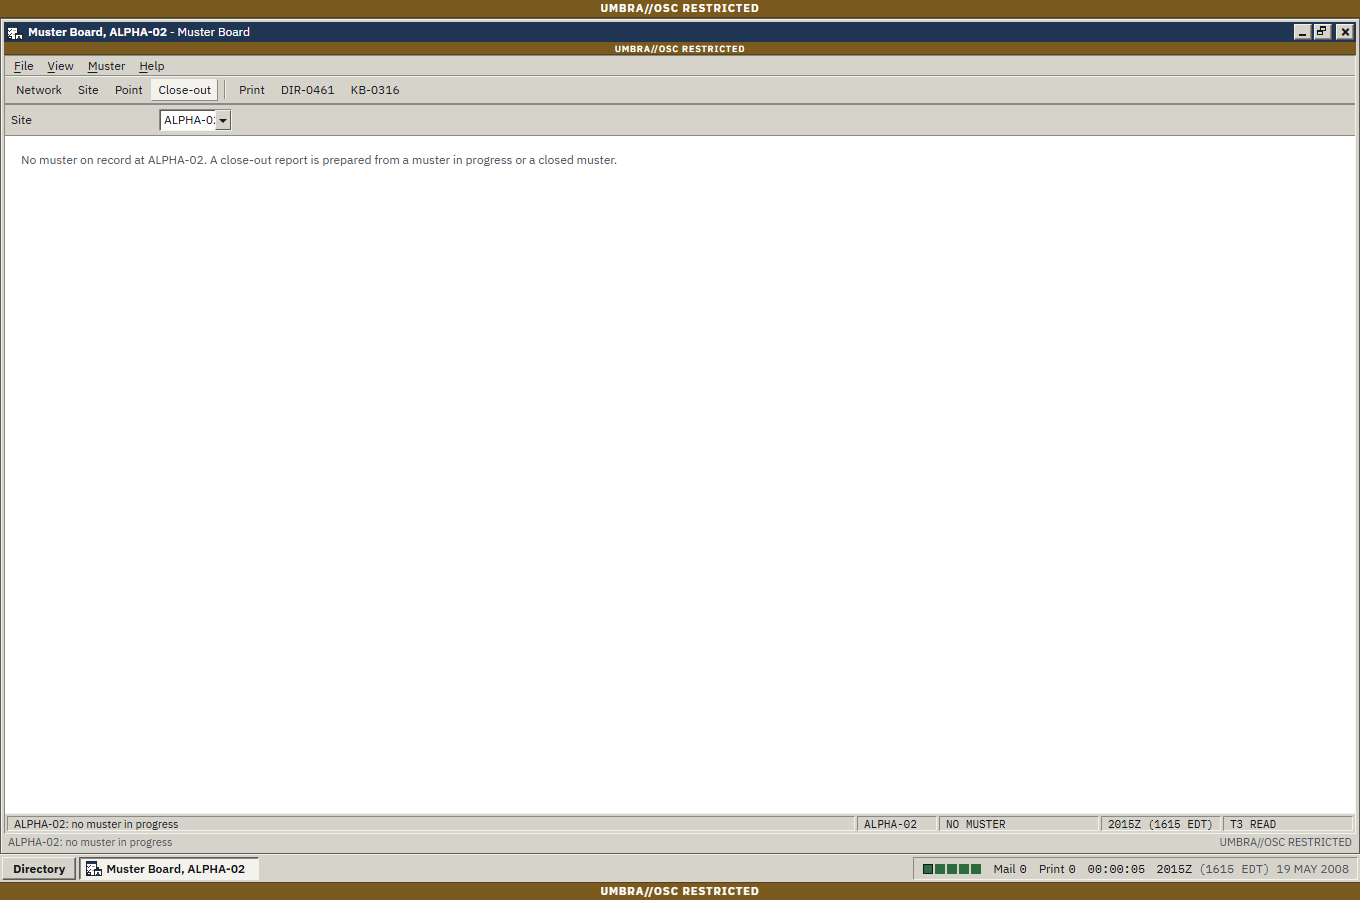 UMBRA//OSC RESTRICTED
Muster Board, ALPHA-02 - Muster Board
UMBRA//OSC RESTRICTED
File View Muster Help
Network Site Point Close-out Print DIR-0461 KB-0316
Site ALPHA-02
No muster on record at ALPHA-02. A close-out report is prepared from a muster in progress or a closed muster.
ALPHA-02: no muster in progress ALPHA-02 NO MUSTER 2015Z (1615 EDT) T3 READ
ALPHA-02: no muster in progress UMBRA//OSC RESTRICTED
Directory Muster Board, ALPHA-02 Mail 0 Print 0 00:00:05 2015Z (1615 EDT) 19 MAY 2008
UMBRA//OSC RESTRICTED